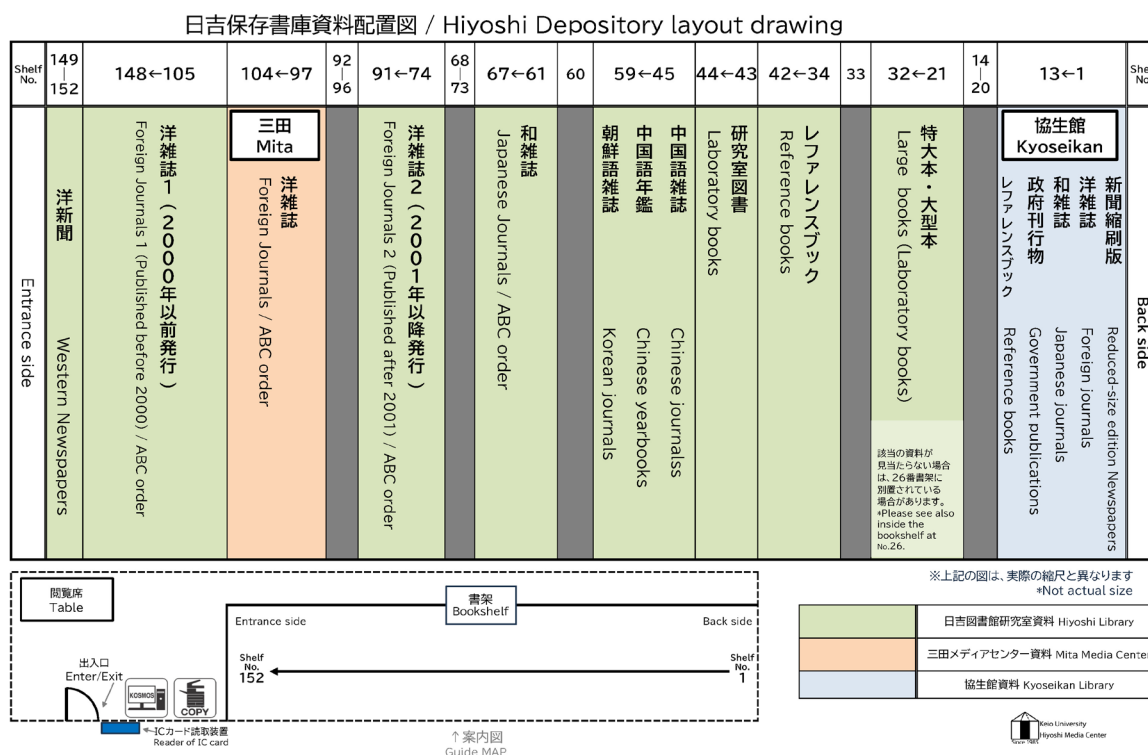 日吉保存書庫資料配置図 / Hiyoshi Depository layout drawing
Shelf No.
149｜152
148←105
104←97
92｜96
91←74
68｜73
67←61
60
59←45
44←43
42←34
33
32←21
14｜20
13←1
Entrance side
洋新聞 Western Newspapers
洋雑誌1（2000年以前発行）
Foreign Journals 1 (Published before 2000) / ABC order
三田
Mita
洋雑誌
Foreign Journals / ABC order
洋雑誌2（2001年以降発行）
Foreign Journals 2 (Published after 2001) / ABC order
和雑誌
Japanese Journals / ABC order
中国語雑誌 Chinese journalss
中国語年鑑 Chinese yearbooks
朝鮮語雑誌 Korean journals
研究室図書
Laboratory books
レファレンスブック
Reference books
特大本・大型本
Large books (Laboratory books)
該当の資料が
見当たらない場合
は、26番書架に
別置されている
場合があります。
*Please see also
inside the
bookshelf at
No.26.
協生館
Kyoseikan
新聞縮刷版 Reduced-size edition Newspapers
洋雑誌 Foreign journals
和雑誌 Japanese journals
政府刊行物 Government publications
レファレンスブック Reference books
Back side
閲覧席
Table
書架
Bookshelf
Entrance side
Back side
Shelf
No.
152
Shelf
No.
1
出入口
Enter/Exit
KOSMOS
COPY
ICカード読取装置
Reader of IC card
↑案内図
Guide MAP
※上記の図は、実際の縮尺と異なります
*Not actual size
日吉図書館研究室資料 Hiyoshi Library
三田メディアセンター資料 Mita Media Center
協生館資料 Kyoseikan Library
Keio University
Hiyoshi Media Center
Since 1985